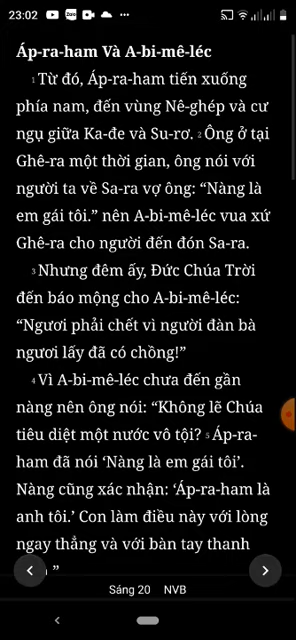 23:02
Áp-ra-ham Và A-bi-mê-léc
1 Từ đó, Áp-ra-ham tiến xuống
phía nam, đến vùng Nê-ghép và cư
ngụ giữa Ka-đe và Su-rơ. 2 Ông ở tại
Ghê-ra một thời gian, ông nói với
người ta về Sa-ra vợ ông: “Nàng là
em gái tôi.” nên A-bi-mê-léc vua xứ
Ghê-ra cho người đến đón Sa-ra.
3 Nhưng đêm ấy, Đức Chúa Trời
đến báo mộng cho A-bi-mê-léc:
“Ngươi phải chết vì người đàn bà
ngươi lấy đã có chồng!”
4 Vì A-bi-mê-léc chưa đến gần
nàng nên ông nói: “Không lẽ Chúa
tiêu diệt một nước vô tội? 5 Áp-ra-
ham đã nói ‘Nàng là em gái tôi’.
Nàng cũng xác nhận: ‘Áp-ra-ham là
anh tôi.’ Con làm điều này với lòng
ngay thẳng và với bàn tay thanh
”
Sáng 20 NVB